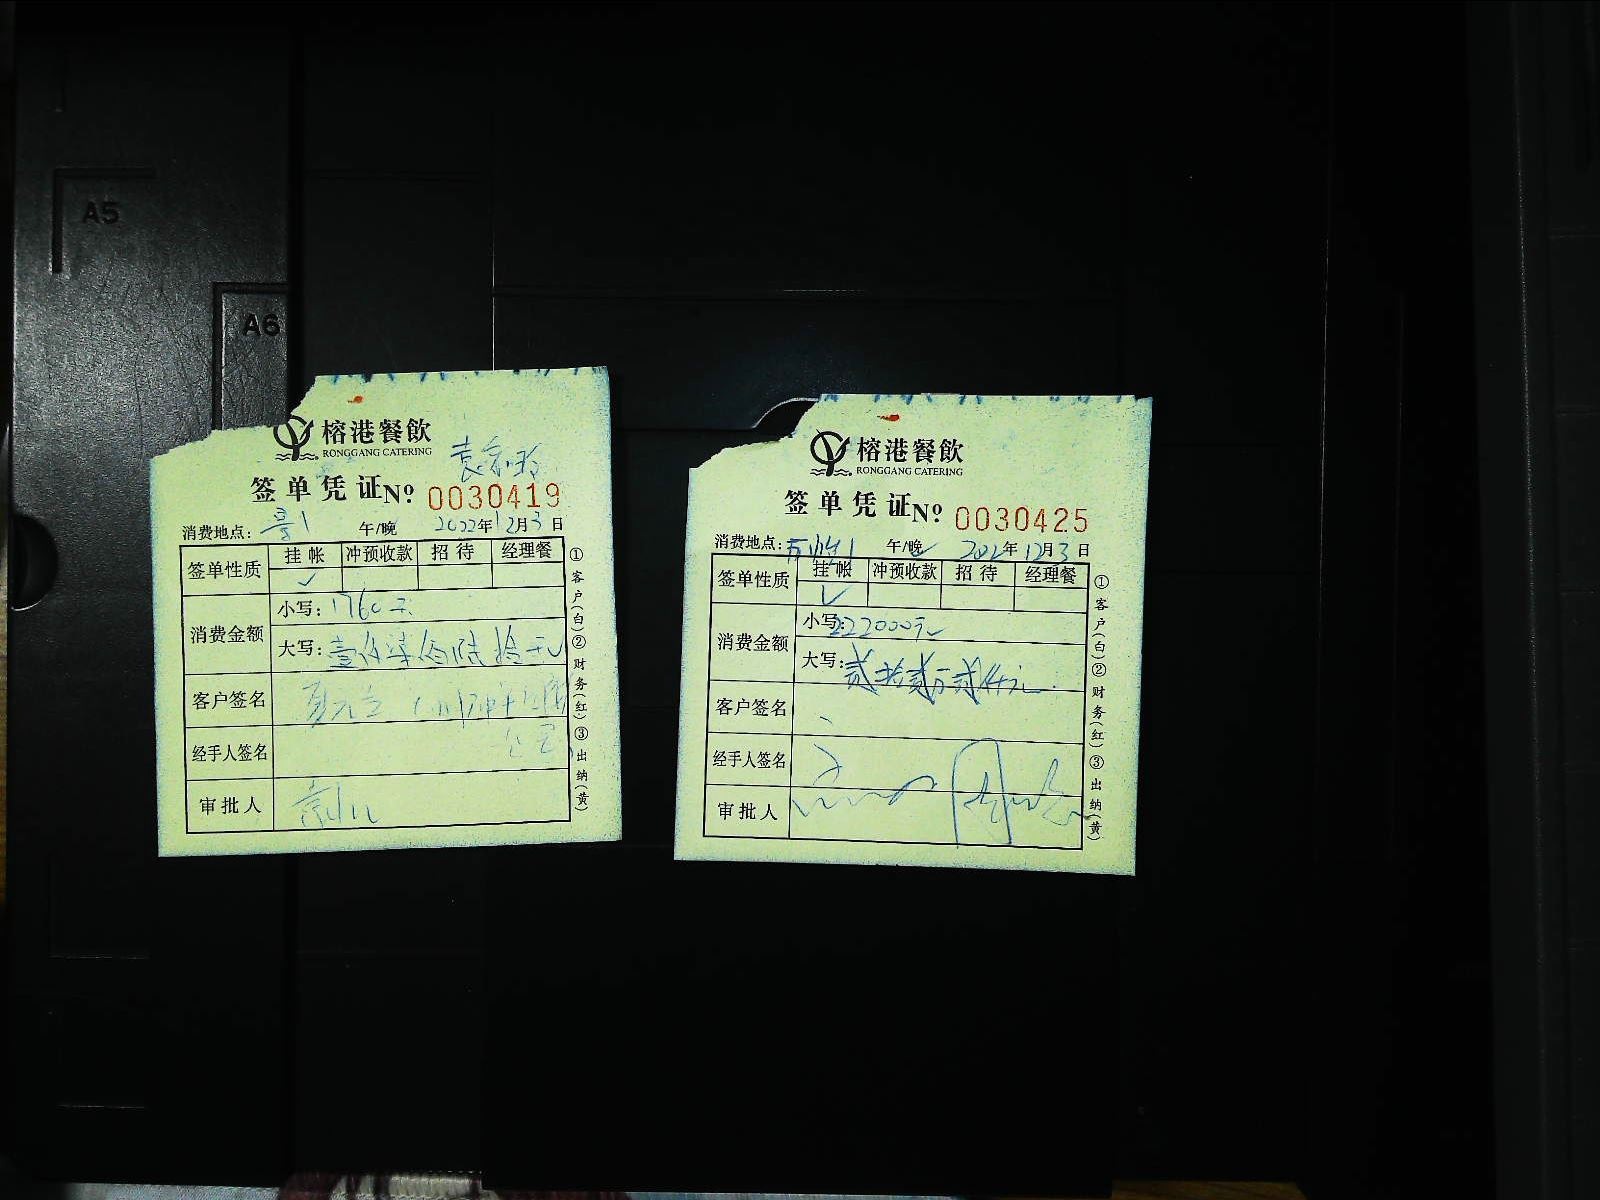 A5
A6
榕港餐飲
RONGGANG CATERING
签单凭证 No 0030419
消费地点: 午/晚 2022年12月3日
签单性质 挂帐 冲预收款 招待 经理餐
✓
消费金额 小写: 1760元
大写: 壹仟柒佰陆拾元
客户签名
经手人签名
审批人
①客户(白)②财务(红)③出纳(黄)
榕港餐飲
RONGGANG CATERING
签单凭证 No 0030425
消费地点: 午/晚✓ 2022年12月3日
签单性质 挂帐 冲预收款 招待 经理餐
✓
消费金额 小写: 222000元
大写: 贰拾贰万贰仟元
客户签名
经手人签名
审批人
①客户(白)②财务(红)③出纳(黄)